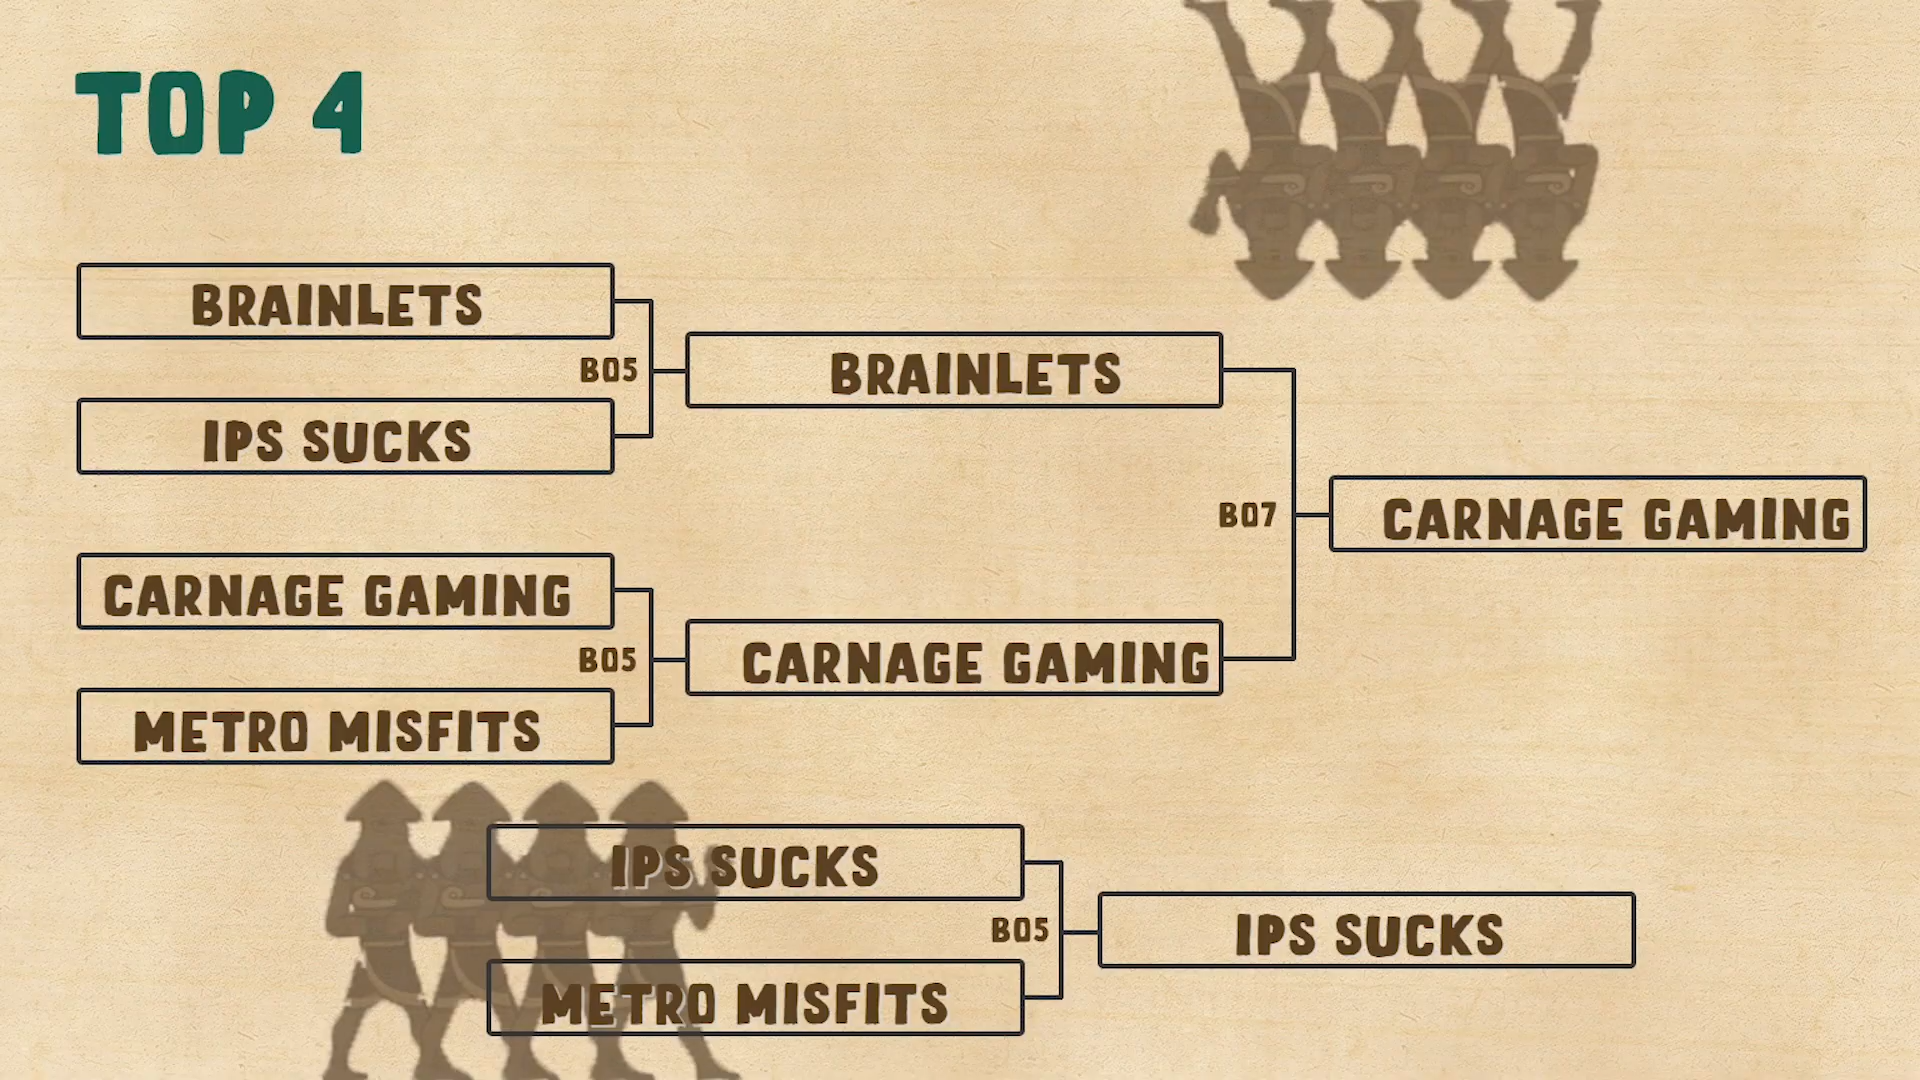 TOP 4
BRAINLETS
BO5
IPS SUCKS
BRAINLETS
CARNAGE GAMING
BO5
METRO MISFITS
CARNAGE GAMING
BO7
CARNAGE GAMING
IPS SUCKS
BO5
METRO MISFITS
IPS SUCKS